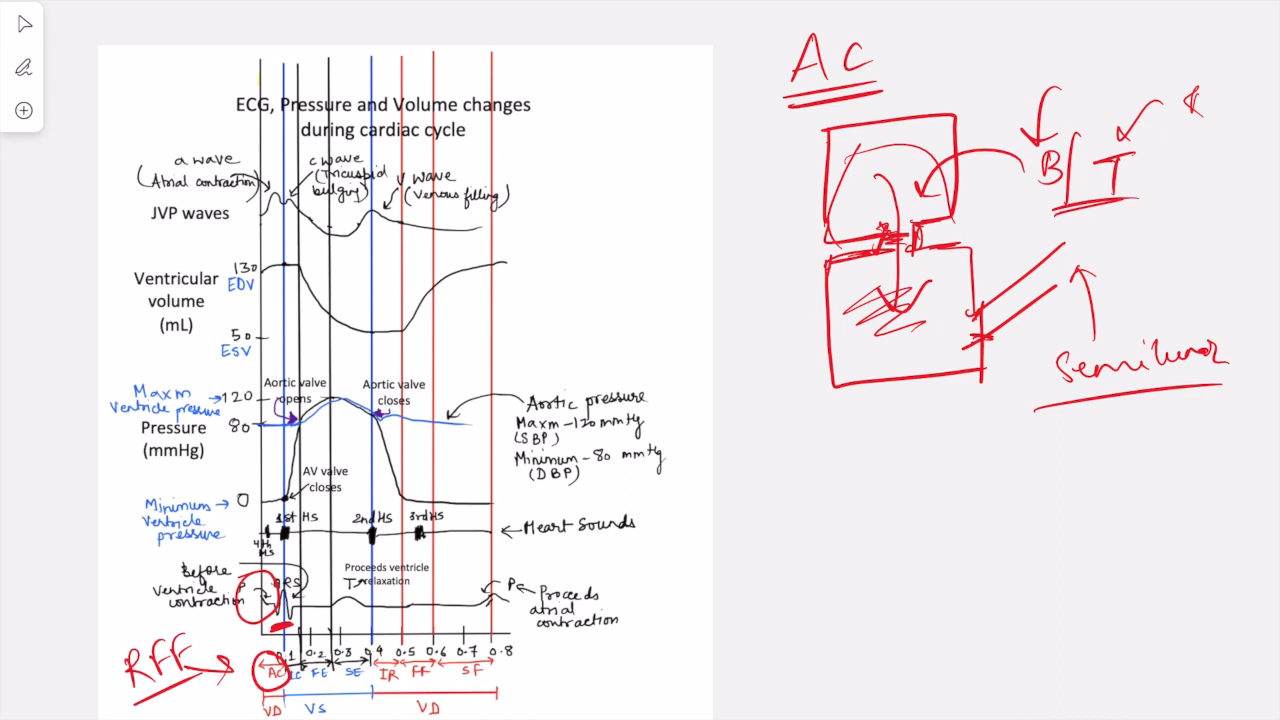 ECG, Pressure and Volume changes
during cardiac cycle
a wave
(Atrial contraction)
c wave
(Tricuspid
bulging)
v wave
(Venous filling)
JVP waves
Ventricular
volume
(mL)
130
EDV
50
ESV
Aortic valve
opens
Aortic valve
closes
Maxm
Ventricle pressure
120
80
Pressure
(mmHg)
Aortic pressure
Maxm - 120 mmHg
(SBP)
Minimum - 80 mmHg
(DBP)
AV valve
closes
Minimum
Ventricle
pressure
0
1st HS
2nd HS
3rd HS
4th
HS
Heart Sounds
Before
Ventricle
contraction
QRS
Proceeds ventricle
relaxation
T
P
Proceeds
atrial
contraction
0.1 0.2 0.3 0.4 0.5 0.6 0.7 0.8
AC IC FE SE IR FF SF
VD VS VD
RFF
AC
B/T
Semilunar